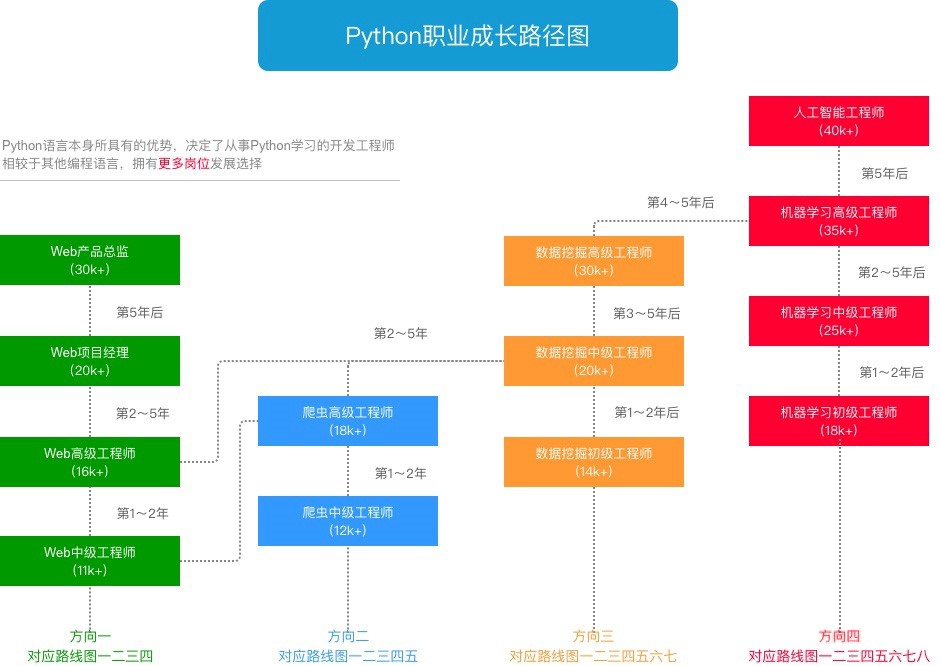 Python职业成长路径图
Python语言本身所具有的优势，决定了从事Python学习的开发工程师
相较于其他编程语言，拥有更多岗位发展选择
Web产品总监
(30k+)
第5年后
Web项目经理
(20k+)
第2～5年
Web高级工程师
(16k+)
第1～2年
Web中级工程师
(11k+)
方向一
对应路线图一二三四
第2～5年
爬虫高级工程师
(18k+)
第1～2年
爬虫中级工程师
(12k+)
方向二
对应路线图一二三四五
第4～5年后
数据挖掘高级工程师
(30k+)
第3～5年后
数据挖掘中级工程师
(20k+)
第1～2年后
数据挖掘初级工程师
(14k+)
方向三
对应路线图一二三四五六七
人工智能工程师
(40k+)
第5年后
机器学习高级工程师
(35k+)
第2～5年后
机器学习中级工程师
(25k+)
第1～2年后
机器学习初级工程师
(18k+)
方向四
对应路线图一二三四五六七八